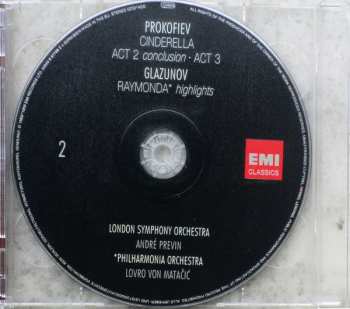 PROKOFIEV
CINDERELLA
ACT 2 conclusion · ACT 3
GLAZUNOV
RAYMONDA* highlights
2
EMI
CLASSICS
LONDON SYMPHONY ORCHESTRA
ANDRÉ PREVIN
*PHILHARMONIA ORCHESTRA
LOVRO VON MATAČIĆ